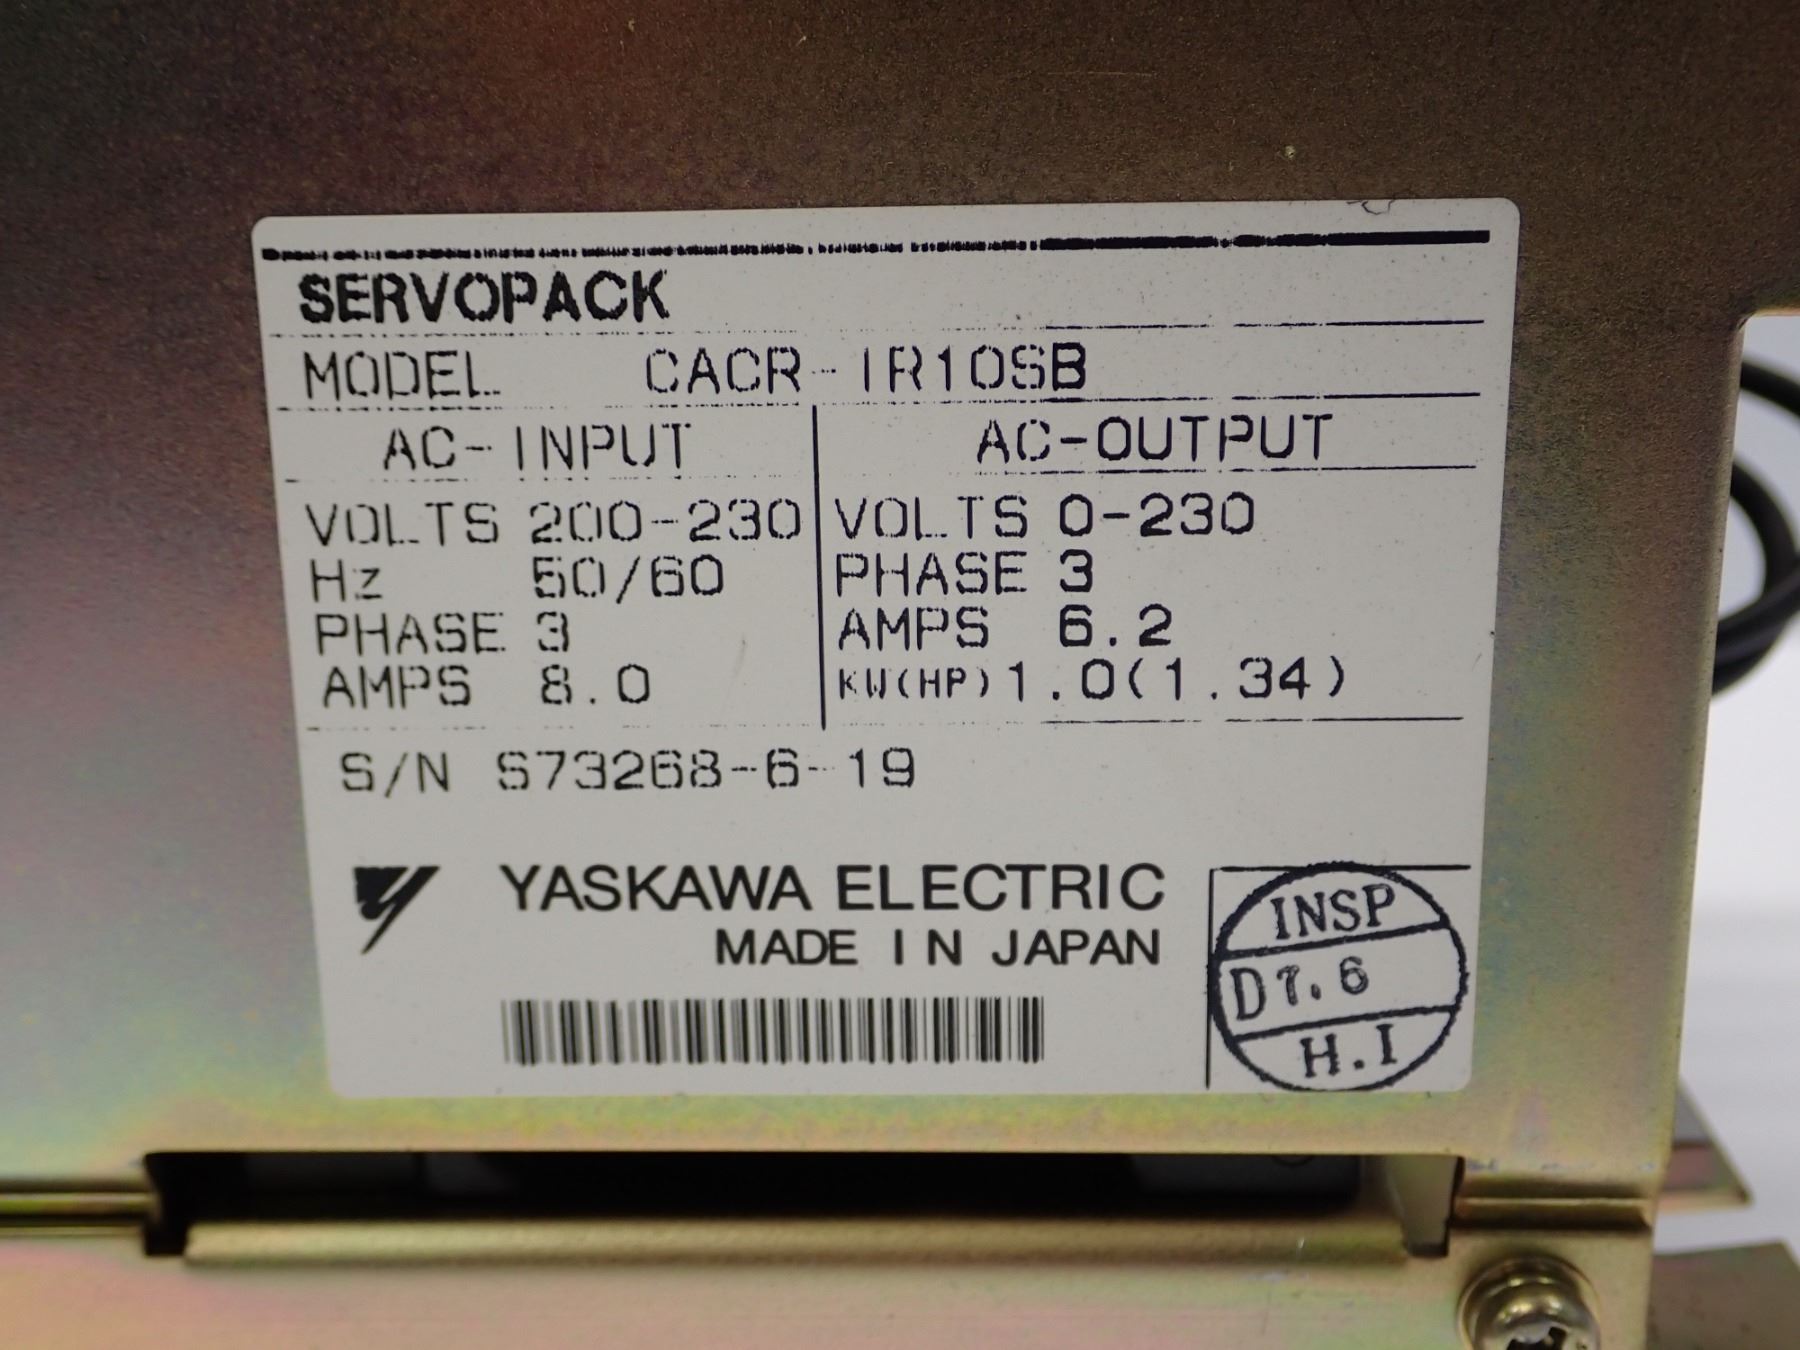 SERVOPACK
MODEL CACR-IR10SB
AC-INPUT
VOLTS 200-230
Hz 50/60
PHASE 3
AMPS 8.0
AC-OUTPUT
VOLTS 0-230
PHASE 3
AMPS 6.2
KW(HP) 1.0(1.34)
S/N S73268-6-19
YASKAWA ELECTRIC
MADE IN JAPAN
INSP
D7.6
H.I